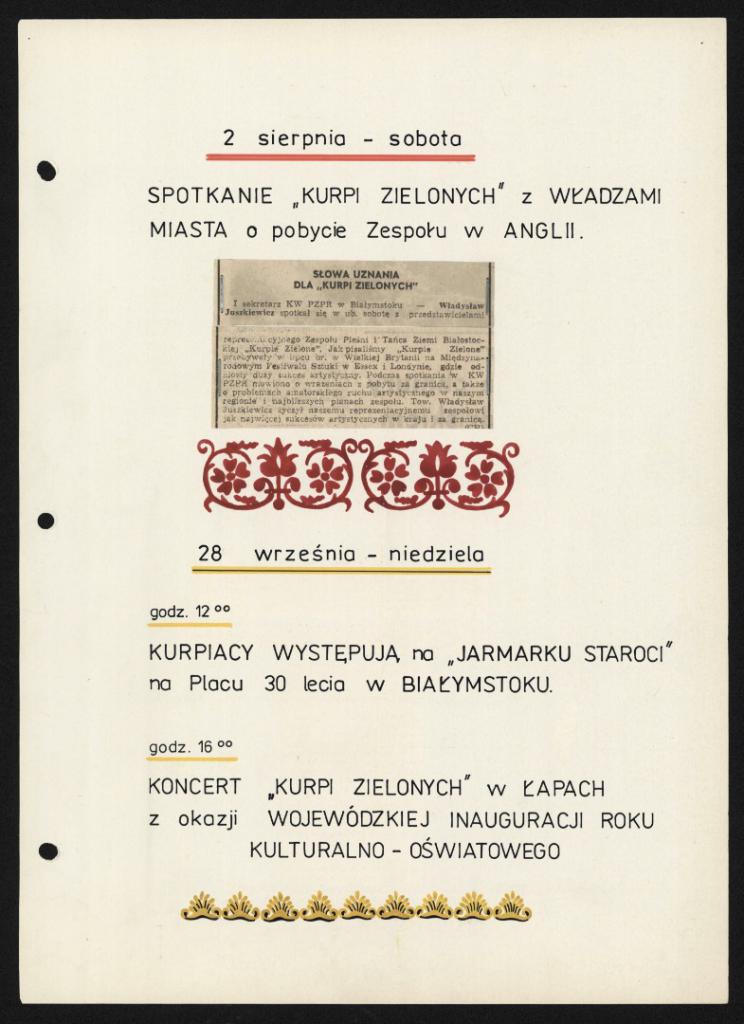 2 sierpnia - sobota
SPOTKANIE „KURPI ZIELONYCH" z WŁADZAMI
MIASTA o pobycie Zespołu w ANGLII.
SŁOWA UZNANIA
DLA „KURPI ZIELONYCH"
I sekretarz KW PZPR w Białymstoku — Władysław
Juszkiewicz spotkał się w ub. sobotę z przedstawicielami
reprezentacyjnego Zespołu Pieśni i Tańca Ziemi Białostoc-
kiej „Kurpie Zielone". Jak pisaliśmy „Kurpie Zielone"
przebywały w lipcu br. w Wielkiej Brytanii na Międzyna-
rodowym Festiwalu Sztuki w Essex i Londynie, gdzie od-
niosły duży sukces artystyczny. Podczas spotkania w KW
PZPR mówiono o wrażeniach z pobytu za granicą, a także
o problemach amatorskiego ruchu artystycznego w naszym
regionie i najbliższych planach zespołu. Tow. Władysław
Juszkiewicz życzył naszemu reprezentacyjnemu zespołowi
jak najwięcej sukcesów artystycznych w kraju i za granicą.
28 września - niedziela
godz. 12 °°
KURPIACY WYSTĘPUJĄ na „JARMARKU STAROCI"
na Placu 30 lecia w BIAŁYMSTOKU.
godz. 16 °°
KONCERT „KURPI ZIELONYCH" w ŁAPACH
z okazji WOJEWÓDZKIEJ INAUGURACJI ROKU
KULTURALNO - OŚWIATOWEGO